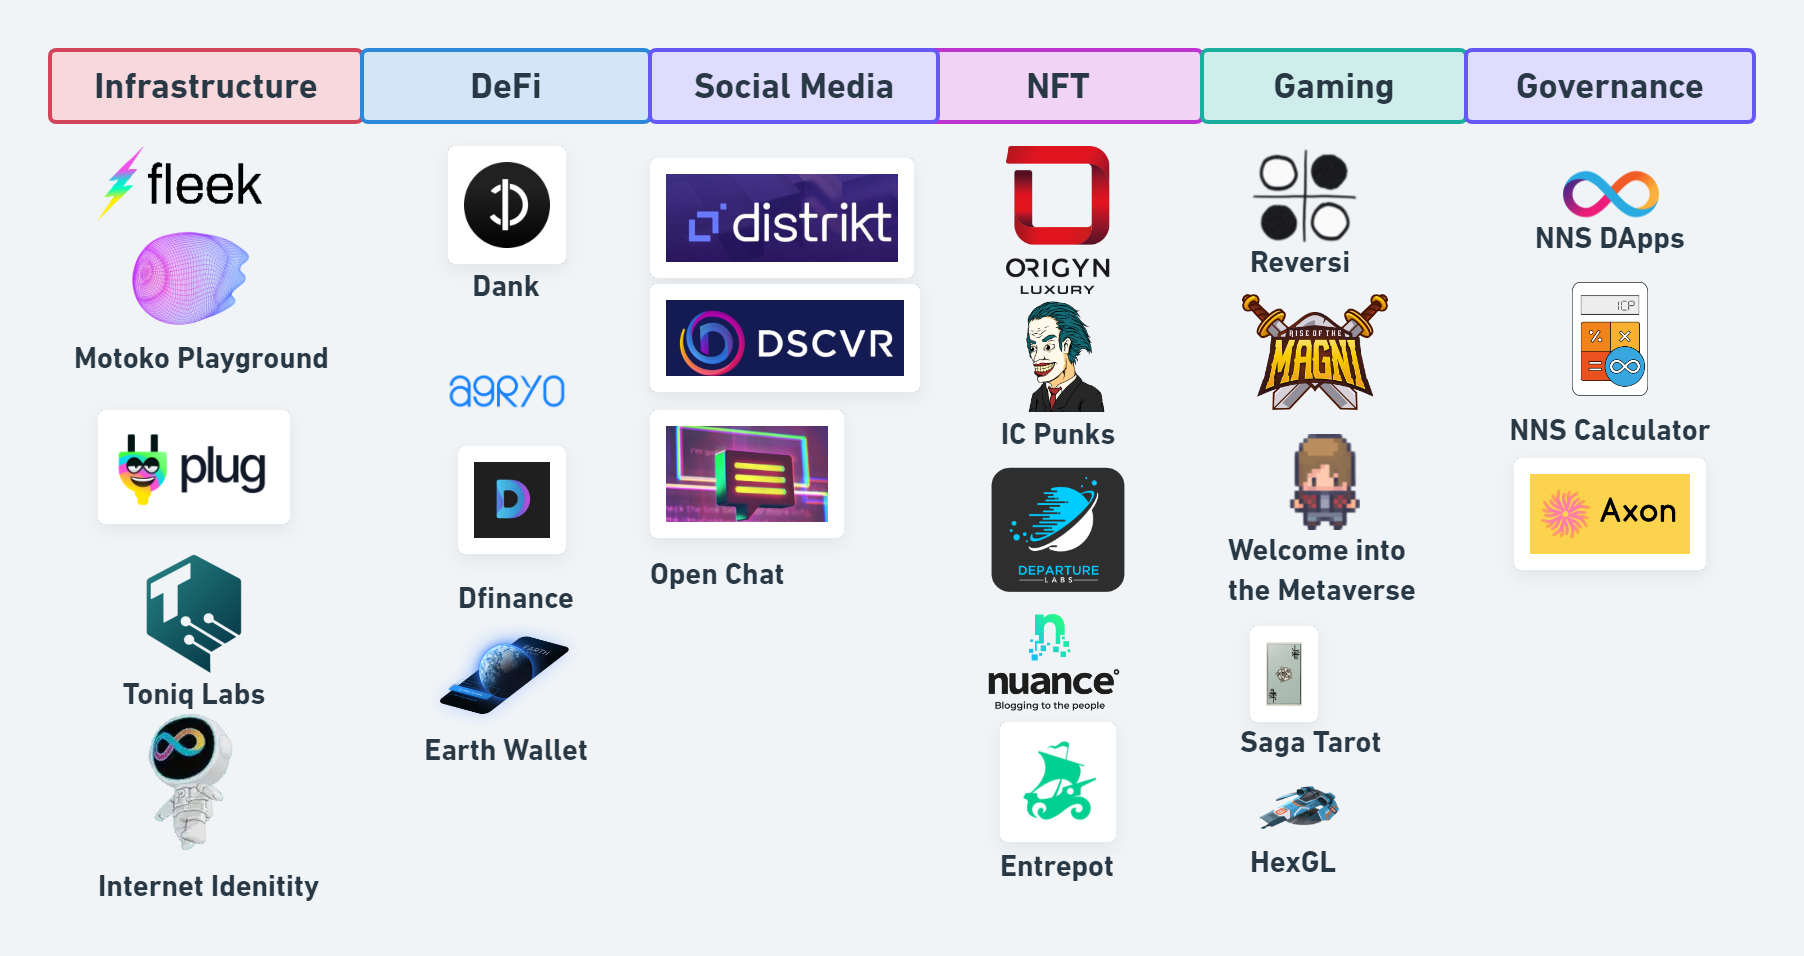 Infrastructure
DeFi
Social Media
NFT
Gaming
Governance
fleek
Motoko Playground
plug
Toniq Labs
Internet Idenitity
Dank
agRYO
Dfinance
EARTH
Earth Wallet
distrikt
DSCVR
Open Chat
ORIGYN
LUXURY
IC Punks
DEPARTURE
LABS
nuance
Blogging to the people
Entrepot
Reversi
RISE OF THE
MAGNI
Welcome into
the Metaverse
Saga Tarot
HexGL
NNS DApps
ICP
NNS Calculator
Axon